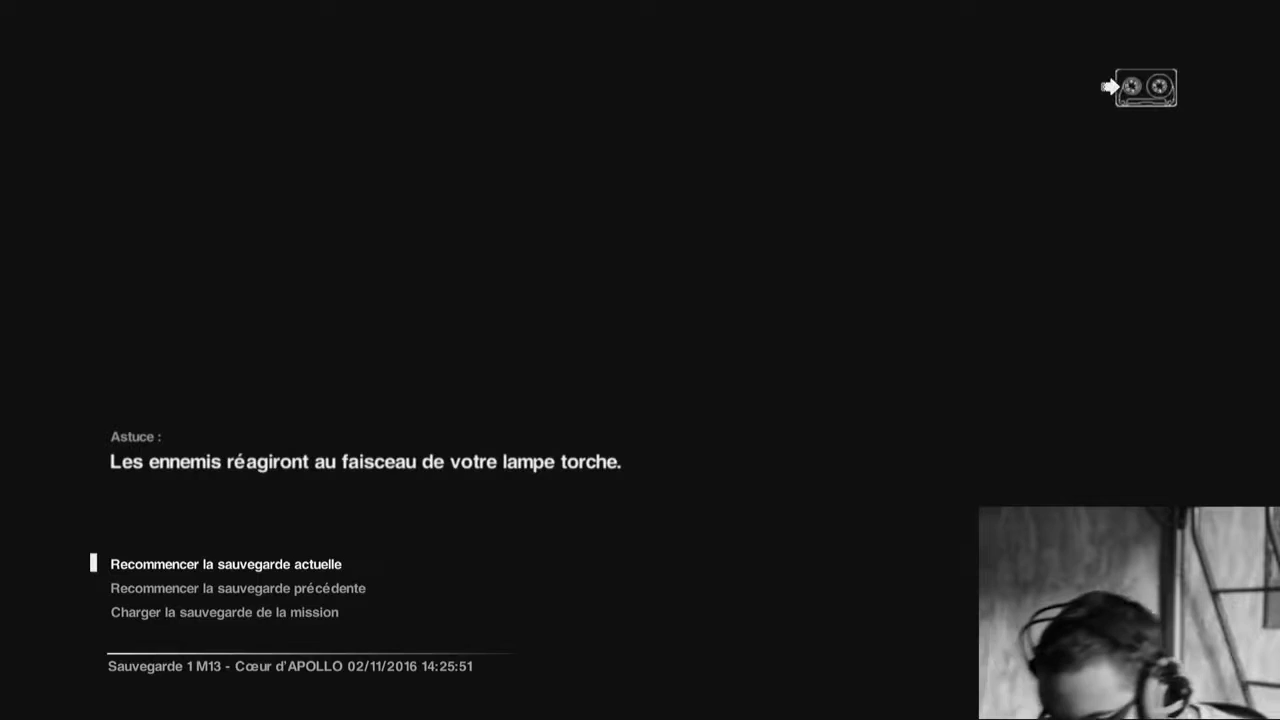 Astuce :
Les ennemis réagiront au faisceau de votre lampe torche.
Recommencer la sauvegarde actuelle
Recommencer la sauvegarde précédente
Charger la sauvegarde de la mission
Sauvegarde 1 M13 - Cœur d'APOLLO 02/11/2016 14:25:51